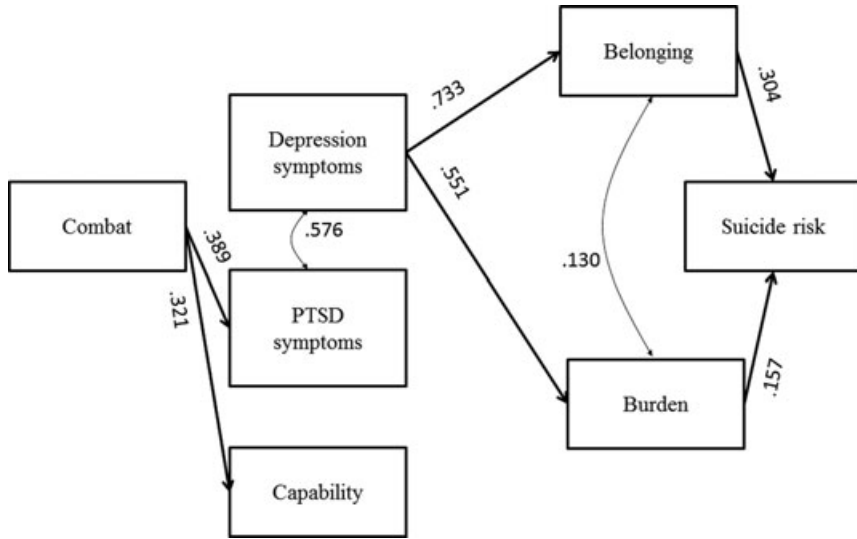 Belonging
.733
.304
Depression
symptoms
.551
Combat
.389
.576
Suicide risk
.130
.321
PTSD
symptoms
Burden
.157
Capability